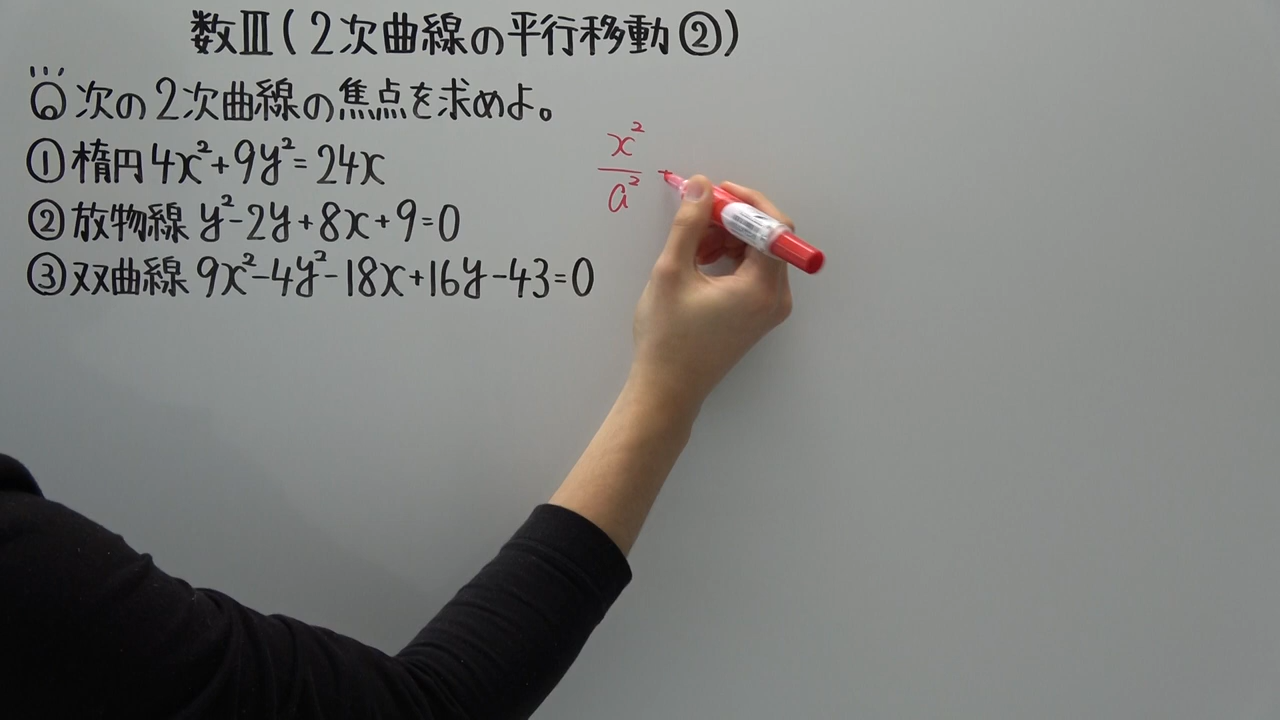 数Ⅲ(2次曲線の平行移動②)
Q 次の2次曲線の焦点を求めよ。
①楕円 4x²+9y²=24x
②放物線 y²-2y+8x+9=0
③双曲線 9x²-4y²-18x+16y-43=0
x²/a² -